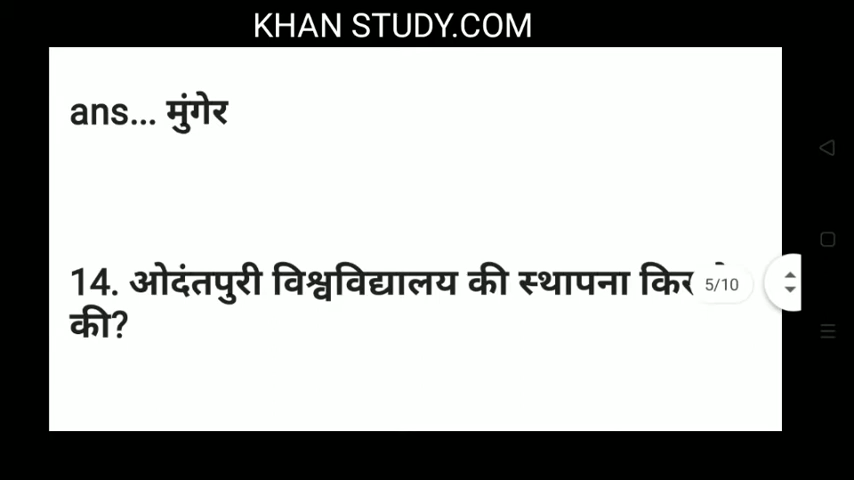 KHAN STUDY.COM
ans... मुंगेर
14. ओदंतपुरी विश्वविद्यालय की स्थापना
5/10
की?